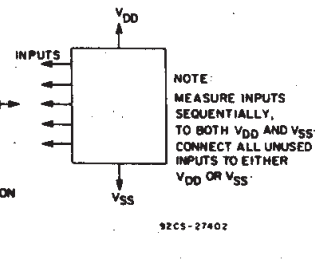 VDD
INPUTS
NOTE:
MEASURE INPUTS
SEQUENTIALLY,
TO BOTH VDD AND VSS.
CONNECT ALL UNUSED
INPUTS TO EITHER
VDD OR VSS.
ON
VSS
92CS-27402